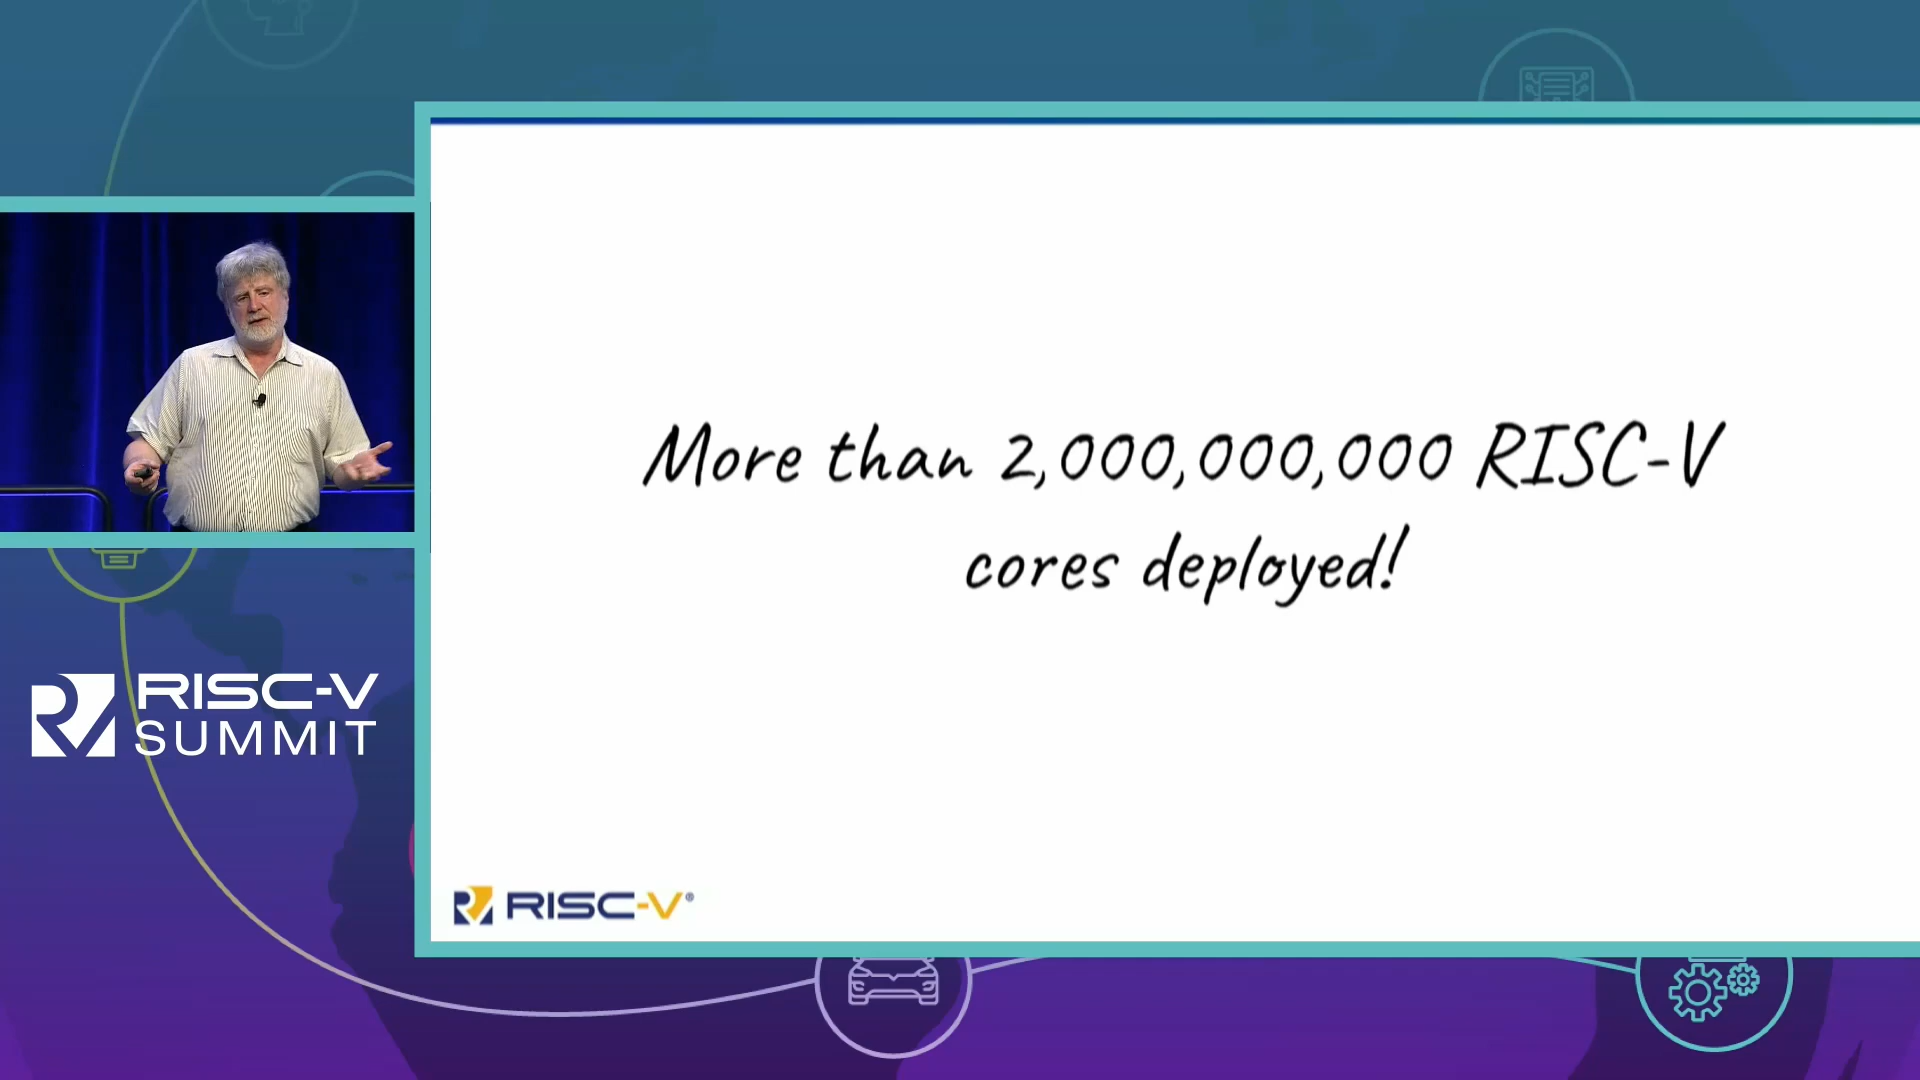 More than 2,000,000,000 RISC-V
cores deployed!
RISC-V
SUMMIT
RISC-V®